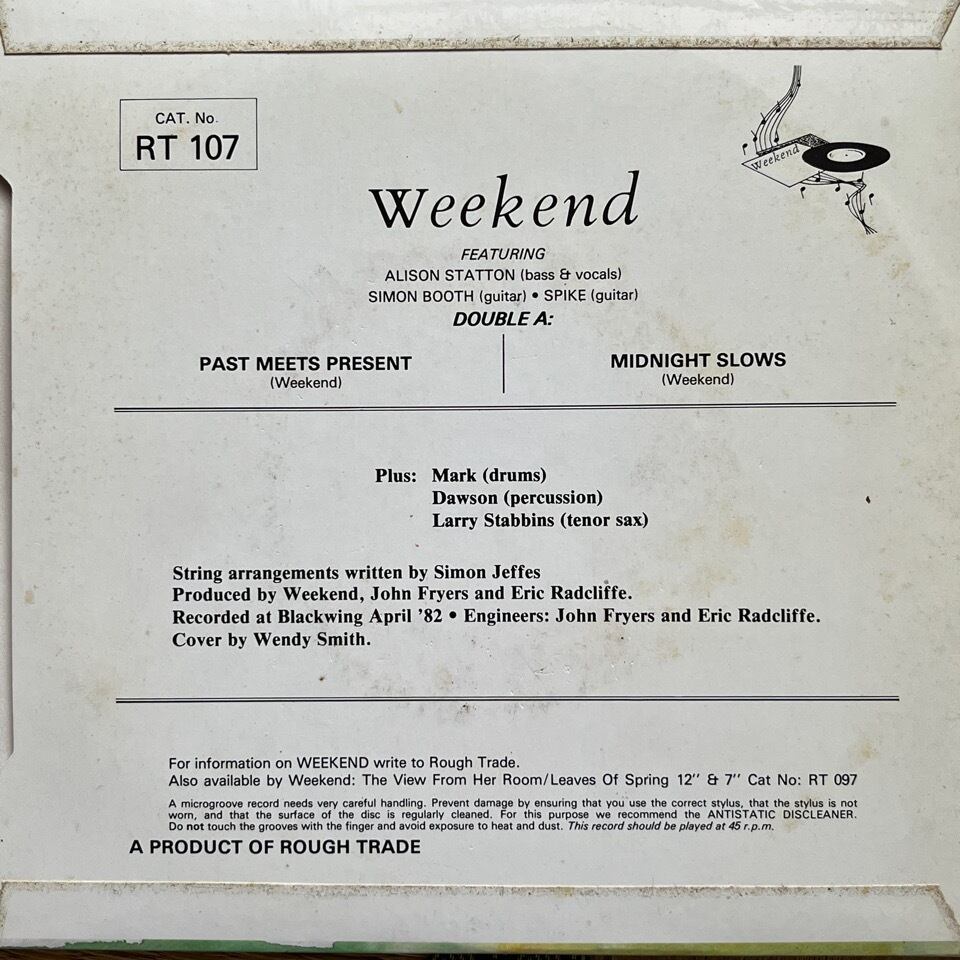 CAT. No.
RT 107
Weekend
Weekend
FEATURING
ALISON STATTON (bass & vocals)
SIMON BOOTH (guitar) • SPIKE (guitar)
DOUBLE A:
PAST MEETS PRESENT
(Weekend)
MIDNIGHT SLOWS
(Weekend)
Plus: Mark (drums)
Dawson (percussion)
Larry Stabbins (tenor sax)
String arrangements written by Simon Jeffes
Produced by Weekend, John Fryers and Eric Radcliffe.
Recorded at Blackwing April '82 • Engineers: John Fryers and Eric Radcliffe.
Cover by Wendy Smith.
For information on WEEKEND write to Rough Trade.
Also available by Weekend: The View From Her Room/Leaves Of Spring 12" & 7" Cat No: RT 097
A microgroove record needs very careful handling. Prevent damage by ensuring that you use the correct stylus, that the stylus is not
worn, and that the surface of the disc is regularly cleaned. For this purpose we recommend the ANTISTATIC DISCLEANER.
Do not touch the grooves with the finger and avoid exposure to heat and dust. This record should be played at 45 r.p.m.
A PRODUCT OF ROUGH TRADE